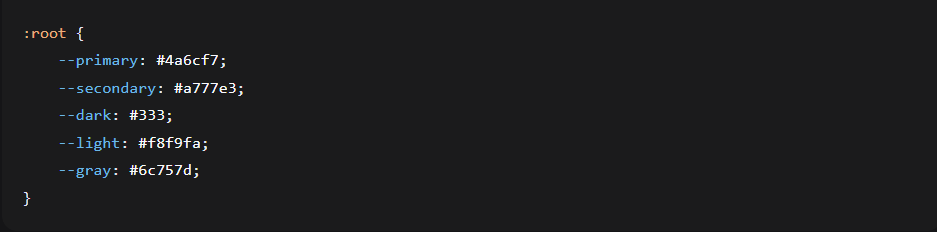 :root {
    --primary: #4a6cf7;
    --secondary: #a777e3;
    --dark: #333;
    --light: #f8f9fa;
    --gray: #6c757d;
}